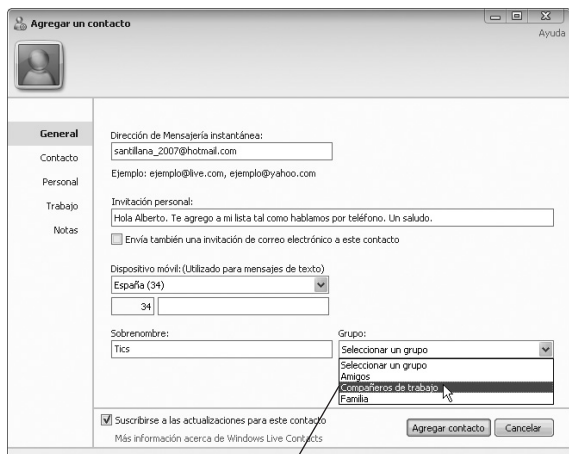 Agregar un contacto
Ayuda
General
Contacto
Personal
Trabajo
Notas
Dirección de Mensajería instantánea:
santillana_2007@hotmail.com
Ejemplo: ejemplo@live.com, ejemplo@yahoo.com
Invitación personal:
Hola Alberto. Te agrego a mi lista tal como hablamos por teléfono. Un saludo.
Envía también una invitación de correo electrónico a este contacto
Dispositivo móvil:(Utilizado para mensajes de texto)
España (34)
34
Sobrenombre:
Tics
Grupo:
Seleccionar un grupo
Seleccionar un grupo
Amigos
Compañeros de trabajo
Familia
Suscribirse a las actualizaciones para este contacto
Más información acerca de Windows Live Contacts
Agregar contacto
Cancelar